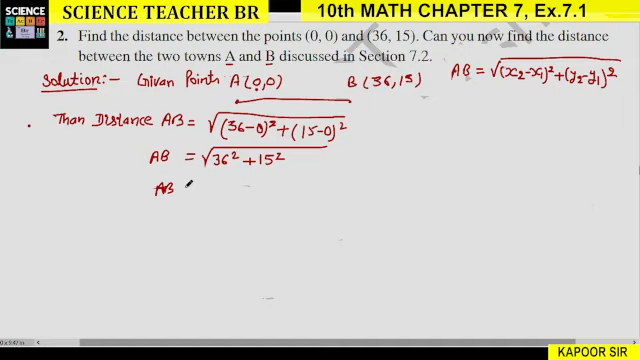 SCIENCE
SCIENCE TEACHER BR
10th MATH CHAPTER 7, Ex.7.1
2. Find the distance between the points (0, 0) and (36, 15). Can you now find the distance
between the two towns A and B discussed in Section 7.2.
Solution:- Givan Points A(0,0) B(36,15) AB = √(x₂-x₁)²+(y₂-y₁)²
Than Distance AB = √(36-0)²+(15-0)²
AB = √36²+15²
AB
KAPOOR SIR